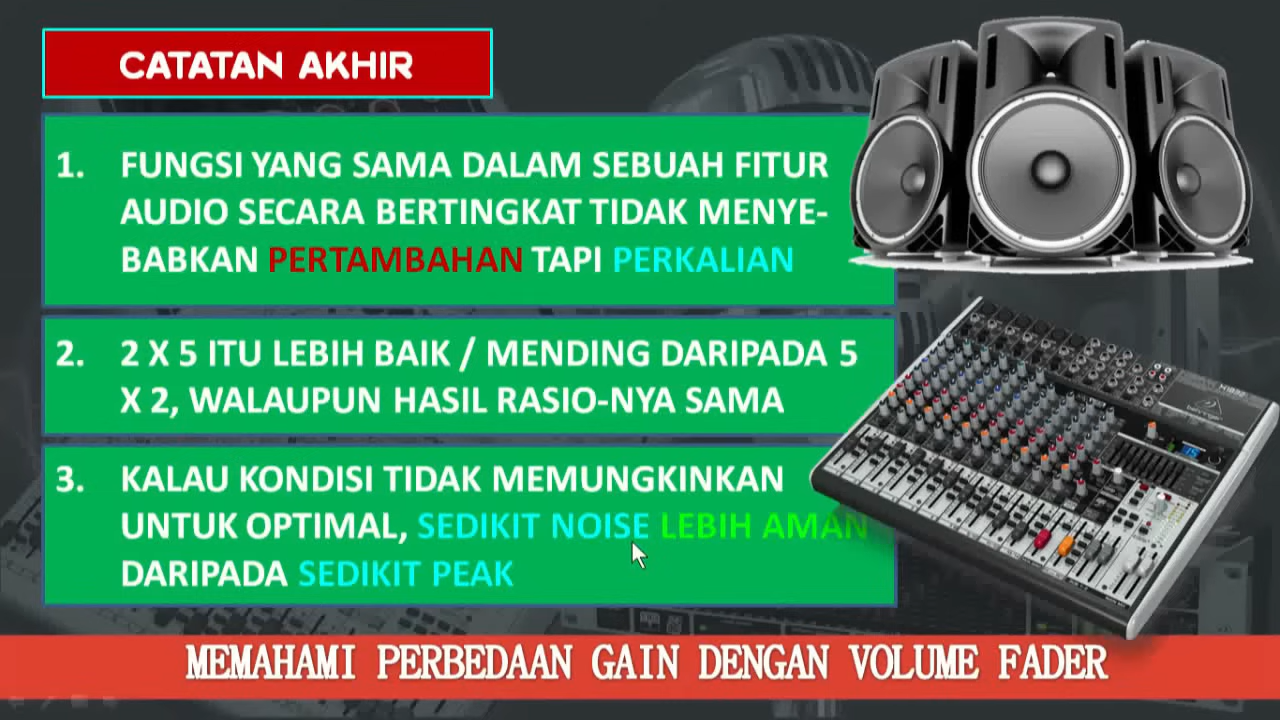 CATATAN AKHIR
1. FUNGSI YANG SAMA DALAM SEBUAH FITUR
AUDIO SECARA BERTINGKAT TIDAK MENYE-
BABKAN PERTAMBAHAN TAPI PERKALIAN
2. 2 X 5 ITU LEBIH BAIK / MENDING DARIPADA 5
X 2, WALAUPUN HASIL RASIO-NYA SAMA
3. KALAU KONDISI TIDAK MEMUNGKINKAN
UNTUK OPTIMAL, SEDIKIT NOISE LEBIH AMAN
DARIPADA SEDIKIT PEAK
behringer
MEMAHAMI PERBEDAAN GAIN DENGAN VOLUME FADER